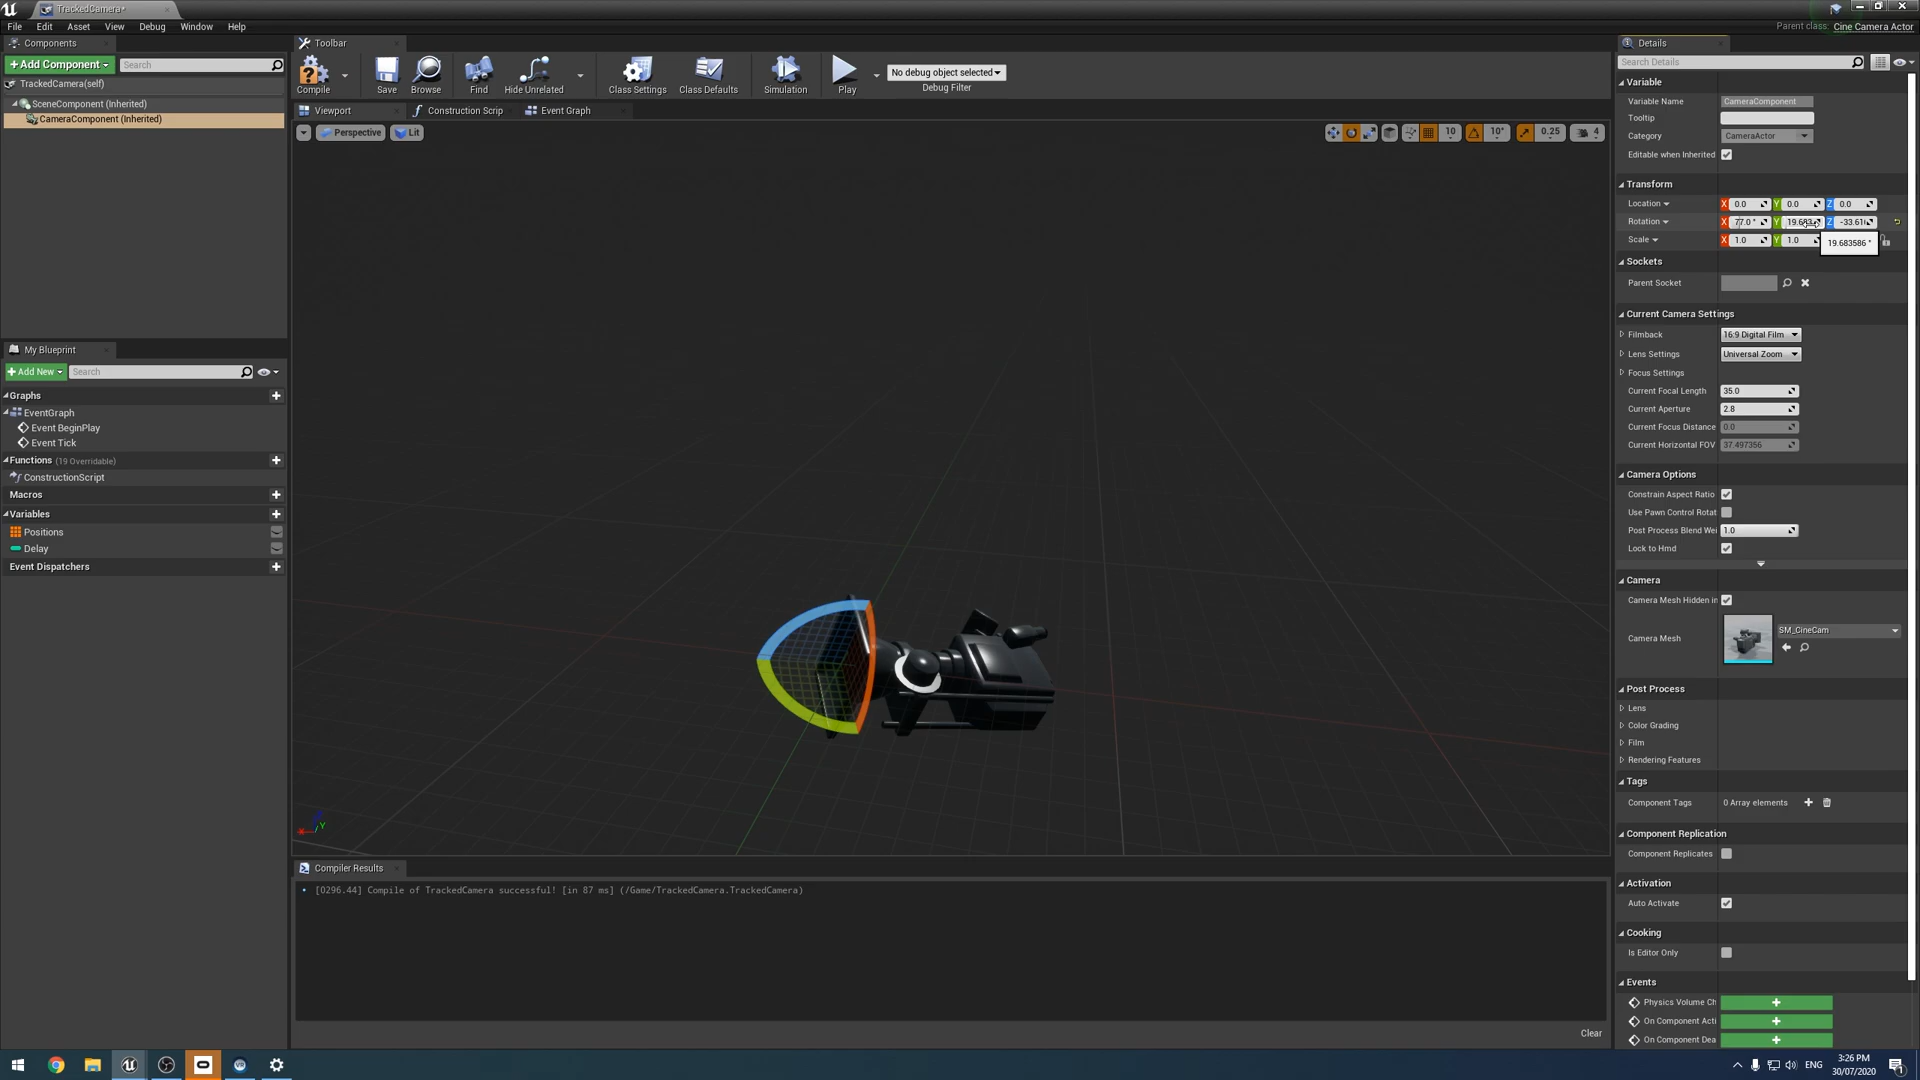 TrackedCamera*
File Edit Asset View Debug Window Help
Parent class: Cine Camera Actor
Components
Add Component Search
TrackedCamera(self)
SceneComponent (Inherited)
CameraComponent (Inherited)
My Blueprint
Add New Search
Graphs
EventGraph
Event BeginPlay
Event Tick
Functions (19 Overridable)
ConstructionScript
Macros
Variables
Positions
Delay
Event Dispatchers
Toolbar
Compile Save Browse Find Hide Unrelated Class Settings Class Defaults Simulation Play
No debug object selected
Debug Filter
Viewport Construction Scrip Event Graph
Perspective Lit
10 10° 0.25 4
X Y
Compiler Results
[0296.44] Compile of TrackedCamera successful! [in 87 ms] (/Game/TrackedCamera.TrackedCamera)
Clear
Details
Search Details
Variable
Variable Name CameraComponent
Tooltip
Category CameraActor
Editable when Inherited
Transform
Location X 0.0 Y 0.0 Z 0.0
Rotation X 77.0 ° Y 19.683 Z -33.61
Scale X 1.0 Y 1.0
19.683586 °
Sockets
Parent Socket
Current Camera Settings
Filmback 16:9 Digital Film
Lens Settings Universal Zoom
Focus Settings
Current Focal Length 35.0
Current Aperture 2.8
Current Focus Distance 0.0
Current Horizontal FOV 37.497356
Camera Options
Constrain Aspect Ratio
Use Pawn Control Rotat
Post Process Blend Wei 1.0
Lock to Hmd
Camera
Camera Mesh Hidden in
Camera Mesh SM_CineCam
Post Process
Lens
Color Grading
Film
Rendering Features
Tags
Component Tags 0 Array elements
Component Replication
Component Replicates
Activation
Auto Activate
Cooking
Is Editor Only
Events
Physics Volume Ch
On Component Acti
On Component Dea
ENG
3:26 PM
30/07/2020